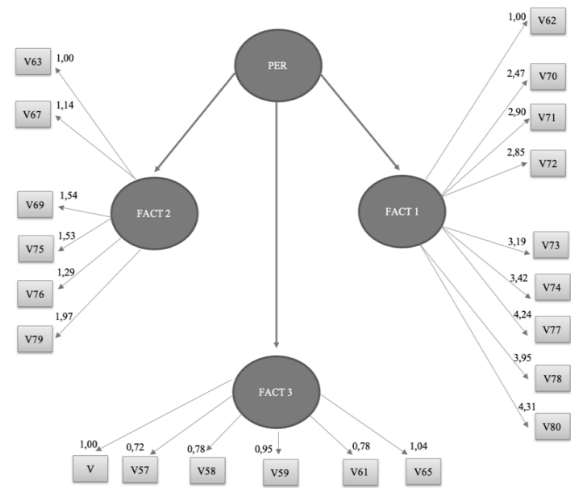 1,00 V62
V63 1,00
PER
2,47 V70
V67 1,14
2,90 V71
2,85 V72
V69 1,54
FACT 2
FACT 1
V75 1,53
3,19 V73
V76 1,29
3,42 V74
V79 1,97
4,24 V77
3,95 V78
FACT 3
4,31 V80
1,00 0,72 0,78 0,95 0,78 1,04
V V57 V58 V59 V61 V65